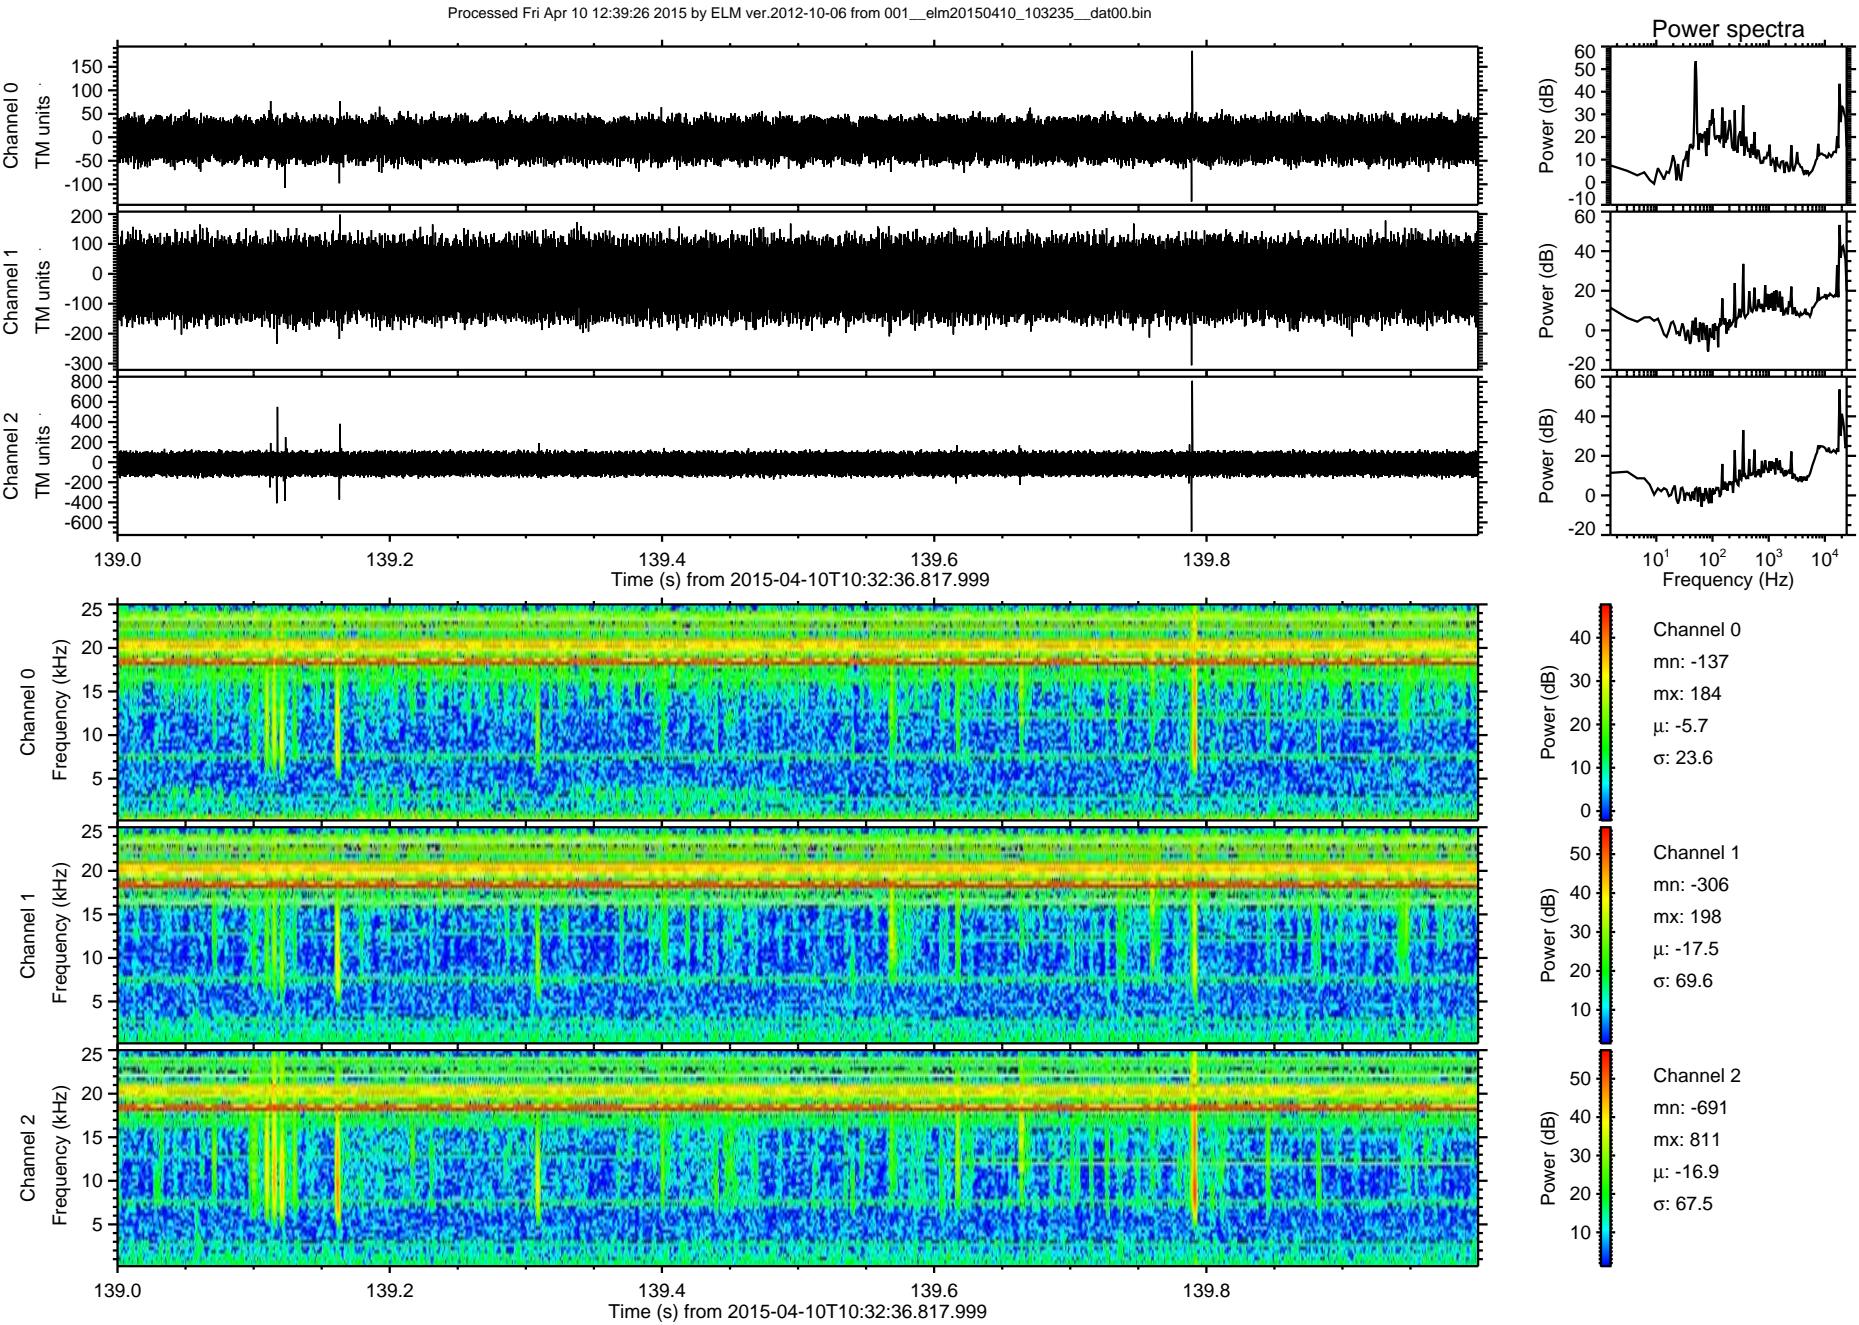 Processed Fri Apr 10 12:39:26 2015 by ELM ver.2012-10-06 from 001__elm20150410_103235__dat00.bin
Power spectra
Channel 0
TM units
150
100
50
0
-50
-100
Power (dB)
60
50
40
30
20
10
0
-10
Channel 1
TM units
200
100
0
-100
-200
-300
Power (dB)
60
40
20
0
-20
Channel 2
TM units
800
600
400
200
0
-200
-400
-600
Power (dB)
60
40
20
0
-20
139.0 139.2 139.4 139.6 139.8
Time (s) from 2015-04-10T10:32:36.817.999
10¹ 10² 10³ 10⁴
Frequency (Hz)
Channel 0
Frequency (kHz)
25
20
15
10
5
Power (dB)
40
30
20
10
0
Channel 0
mn: -137
mx: 184
μ: -5.7
σ: 23.6
Channel 1
Frequency (kHz)
25
20
15
10
5
Power (dB)
50
40
30
20
10
Channel 1
mn: -306
mx: 198
μ: -17.5
σ: 69.6
Channel 2
Frequency (kHz)
25
20
15
10
5
Power (dB)
50
40
30
20
10
Channel 2
mn: -691
mx: 811
μ: -16.9
σ: 67.5
139.0 139.2 139.4 139.6 139.8
Time (s) from 2015-04-10T10:32:36.817.999